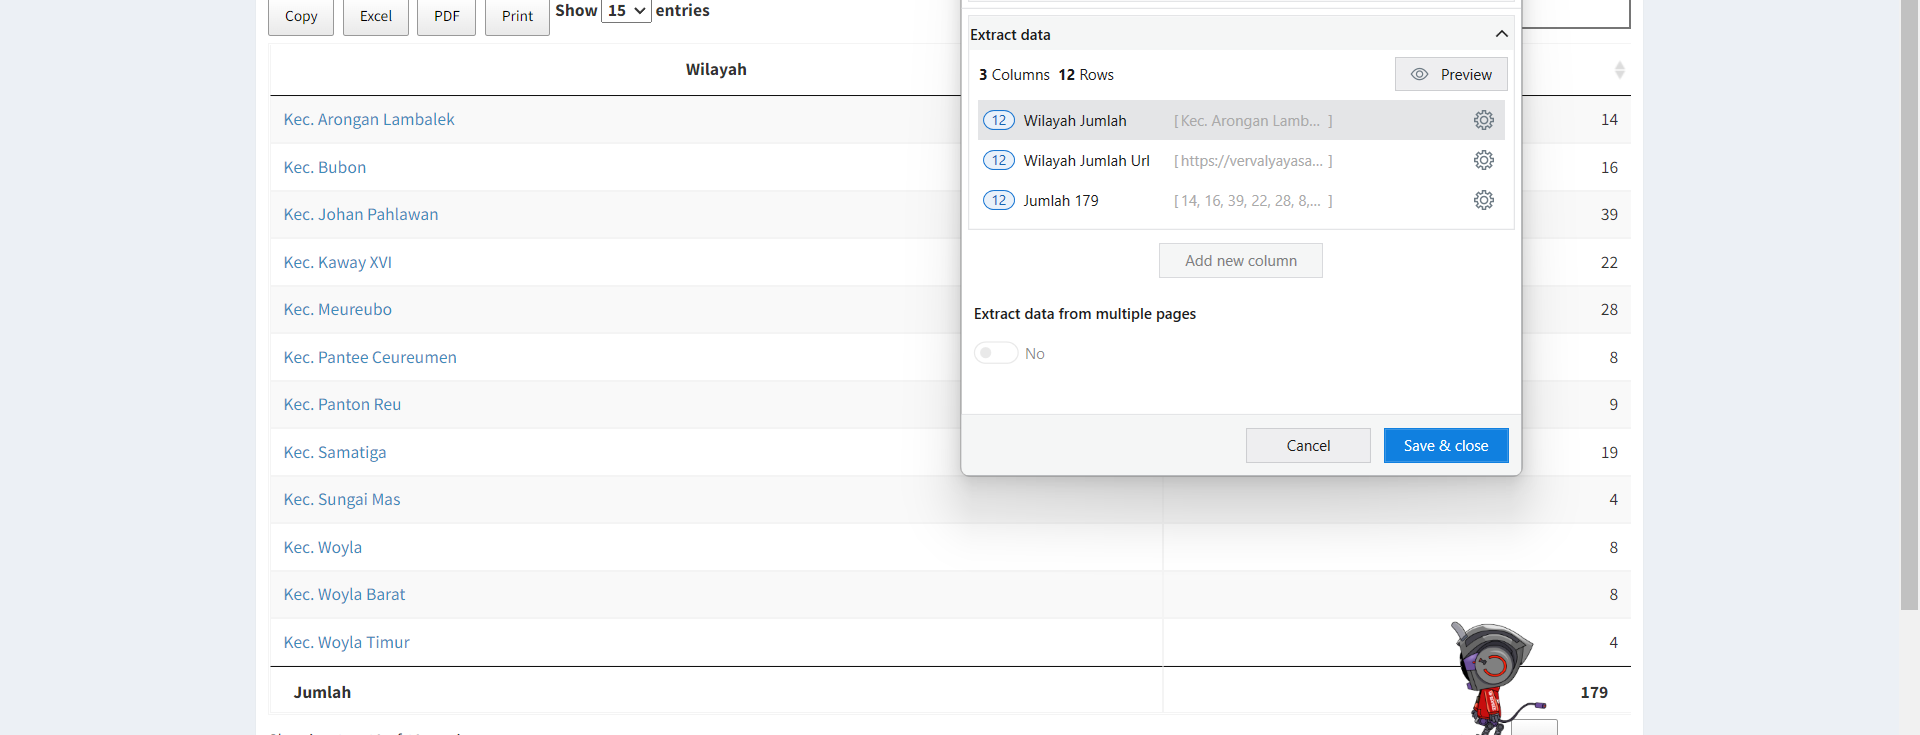 Copy Excel PDF Print Show 15 entries
Wilayah
Kec. Arongan Lambalek 14
Kec. Bubon 16
Kec. Johan Pahlawan 39
Kec. Kaway XVI 22
Kec. Meureubo 28
Kec. Pantee Ceureumen 8
Kec. Panton Reu 9
Kec. Samatiga 19
Kec. Sungai Mas 4
Kec. Woyla 8
Kec. Woyla Barat 8
Kec. Woyla Timur 4
Jumlah 179
Extract data
3 Columns 12 Rows Preview
12 Wilayah Jumlah [ Kec. Arongan Lamb... ]
12 Wilayah Jumlah Url [ https://vervalyayasa... ]
12 Jumlah 179 [ 14, 16, 39, 22, 28, 8,... ]
Add new column
Extract data from multiple pages
No
Cancel Save & close